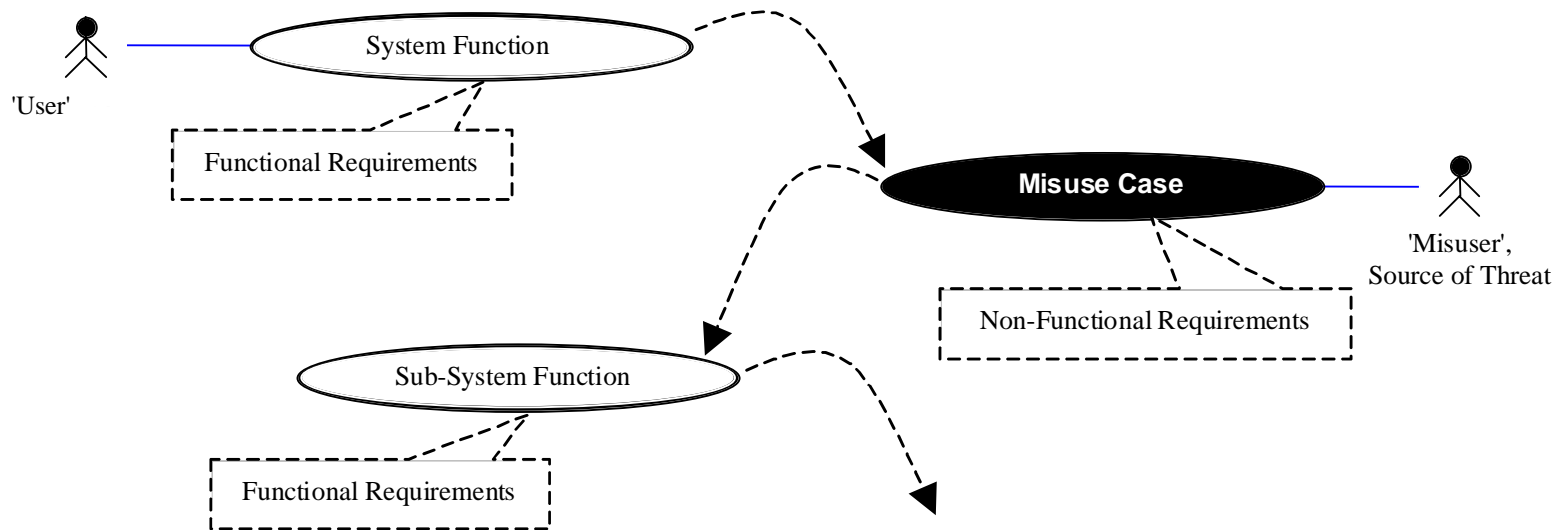 System Function
'User'
Functional Requirements
Misuse Case
'Misuser',
Source of Threat
Non-Functional Requirements
Sub-System Function
Functional Requirements